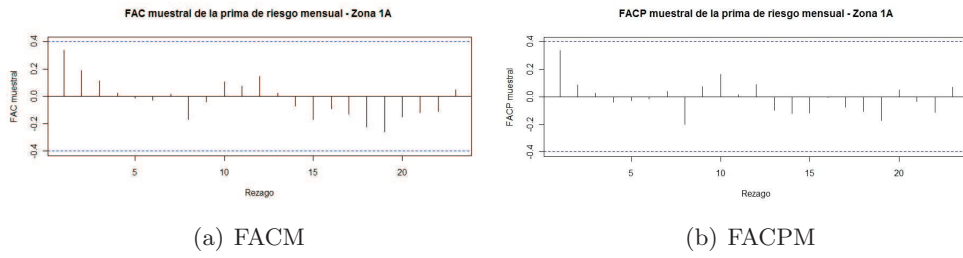 FAC muestral de la prima de riesgo mensual - Zona 1A
FAC muestral
0.4
0.2
0.0
-0.2
-0.4
5
10
15
20
Rezago
(a) FACM
FACP muestral de la prima de riesgo mensual - Zona 1A
FACP muestral
0.4
0.2
0.0
-0.2
-0.4
5
10
15
20
Rezago
(b) FACPM